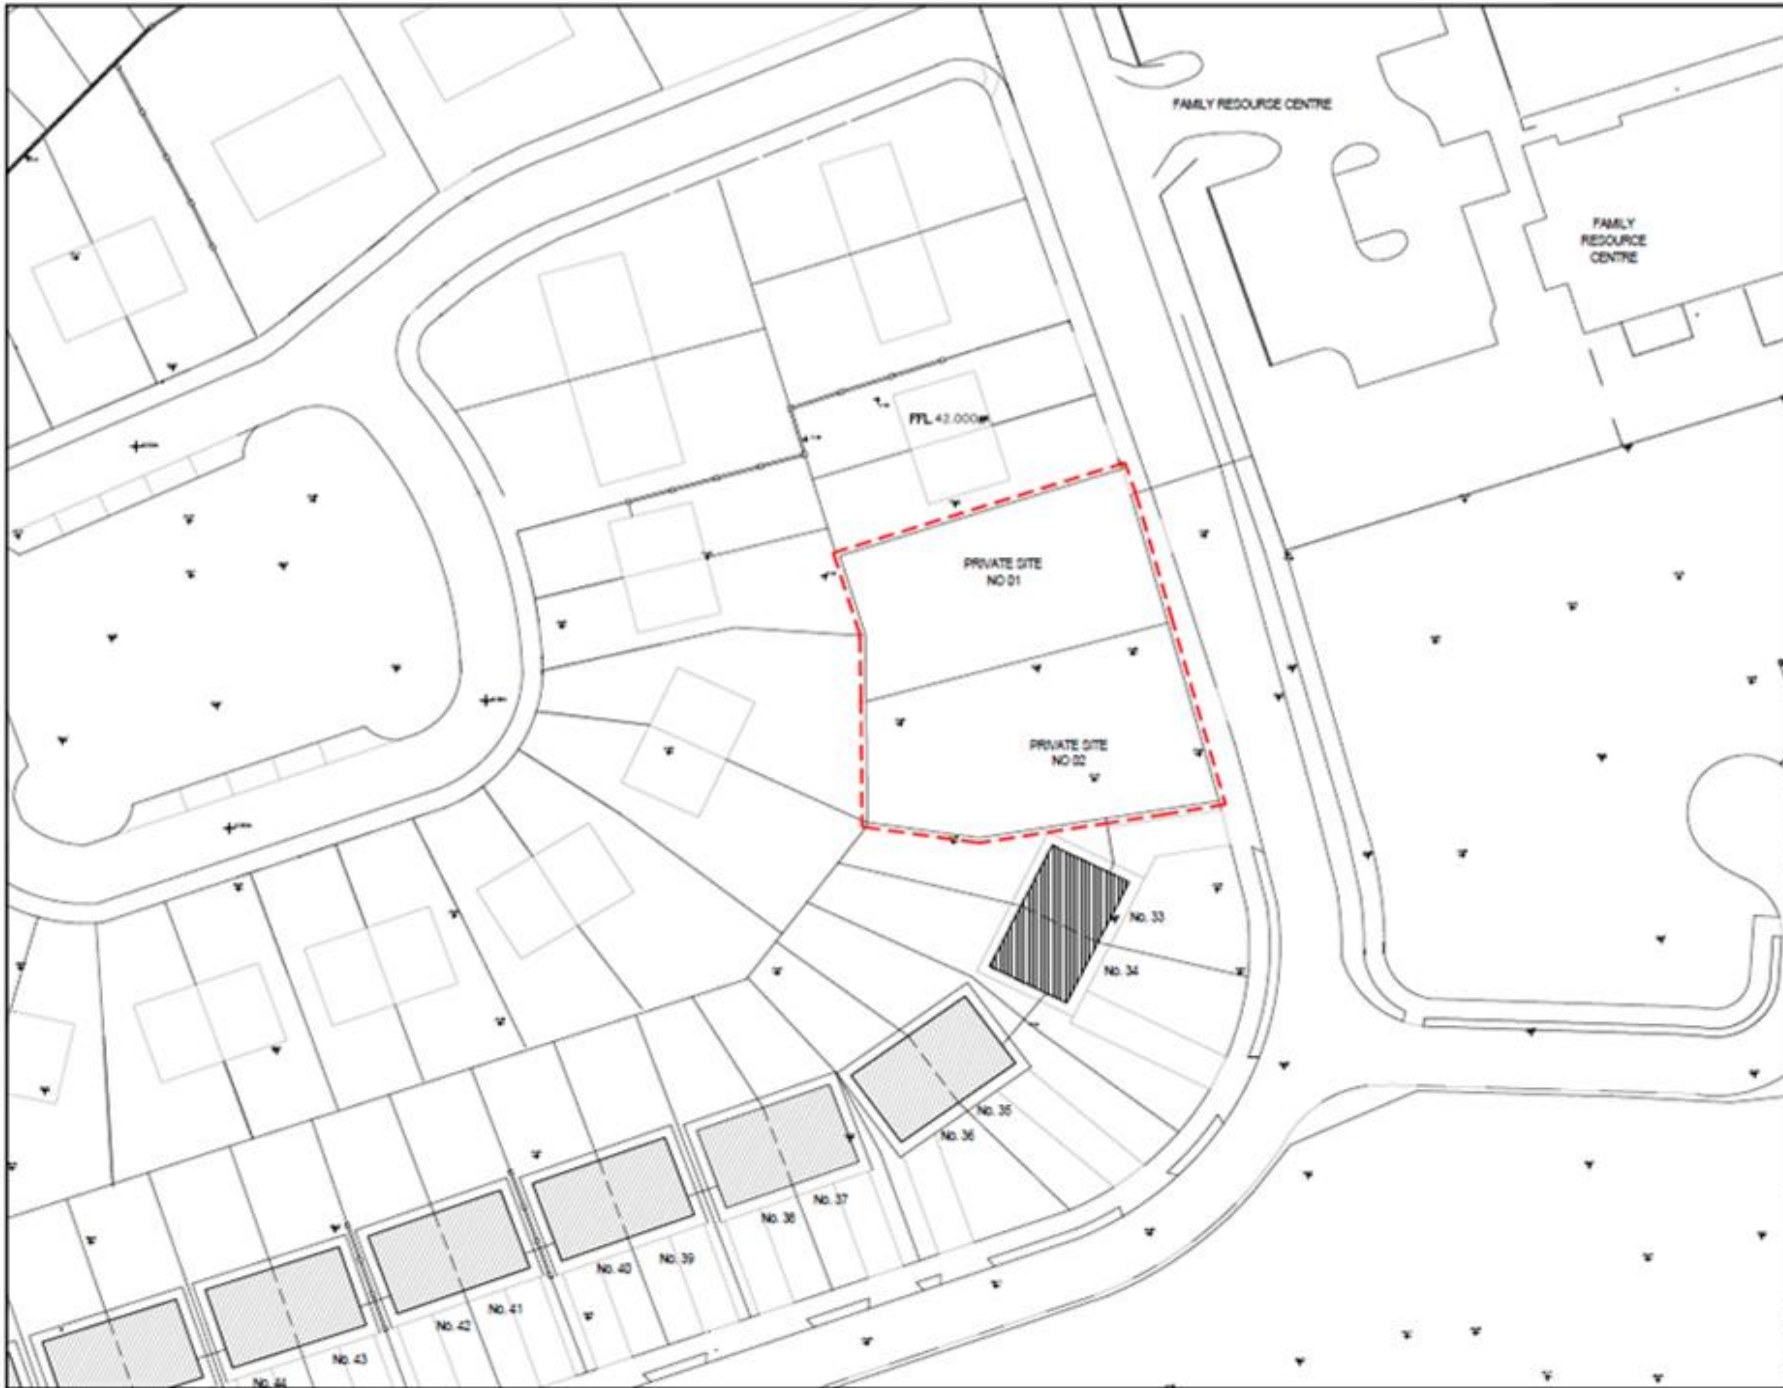 FAMILY RESOURSE CENTRE
FAMILY
RESOURCE
CENTRE
FFL 42.000
PRIVATE SITE
NO 01
PRIVATE SITE
NO 02
No. 33
No. 34
No. 35
No. 36
No. 37
No. 38
No. 39
No. 40
No. 41
No. 42
No. 43
No. 44